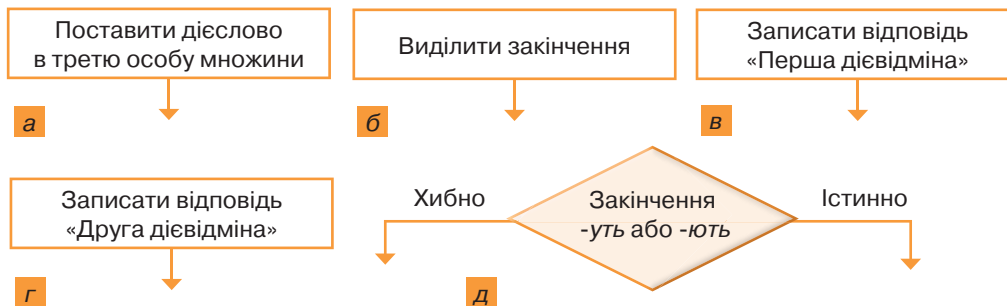 Поставити дієслово
в третю особу множини
а
Виділити закінчення
б
Записати відповідь
«Перша дієвідміна»
в
Записати відповідь
«Друга дієвідміна»
г
Хибно
Закінчення
-уть або -ють
Істинно
д